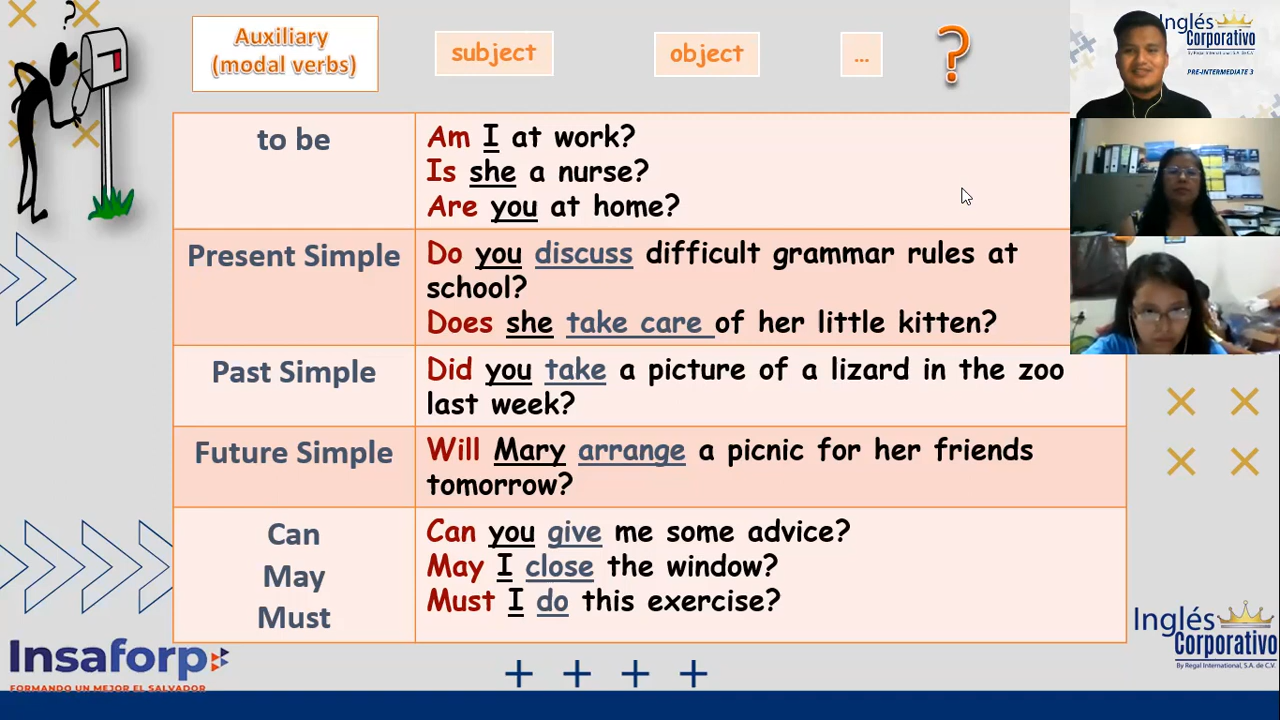 Auxiliary
(modal verbs)
subject
object
...
?
Inglés
Corporativo
By Regal International, S.A. de C.V.
PRE-INTERMEDIATE 3
to be
Am I at work?
Is she a nurse?
Are you at home?
Present Simple
Do you discuss difficult grammar rules at
school?
Does she take care of her little kitten?
Past Simple
Did you take a picture of a lizard in the zoo
last week?
Future Simple
Will Mary arrange a picnic for her friends
tomorrow?
Can
May
Must
Can you give me some advice?
May I close the window?
Must I do this exercise?
Insaforp
FORMANDO UN MEJOR EL SALVADOR
Inglés
Corporativo
By Regal International, S.A. de C.V.